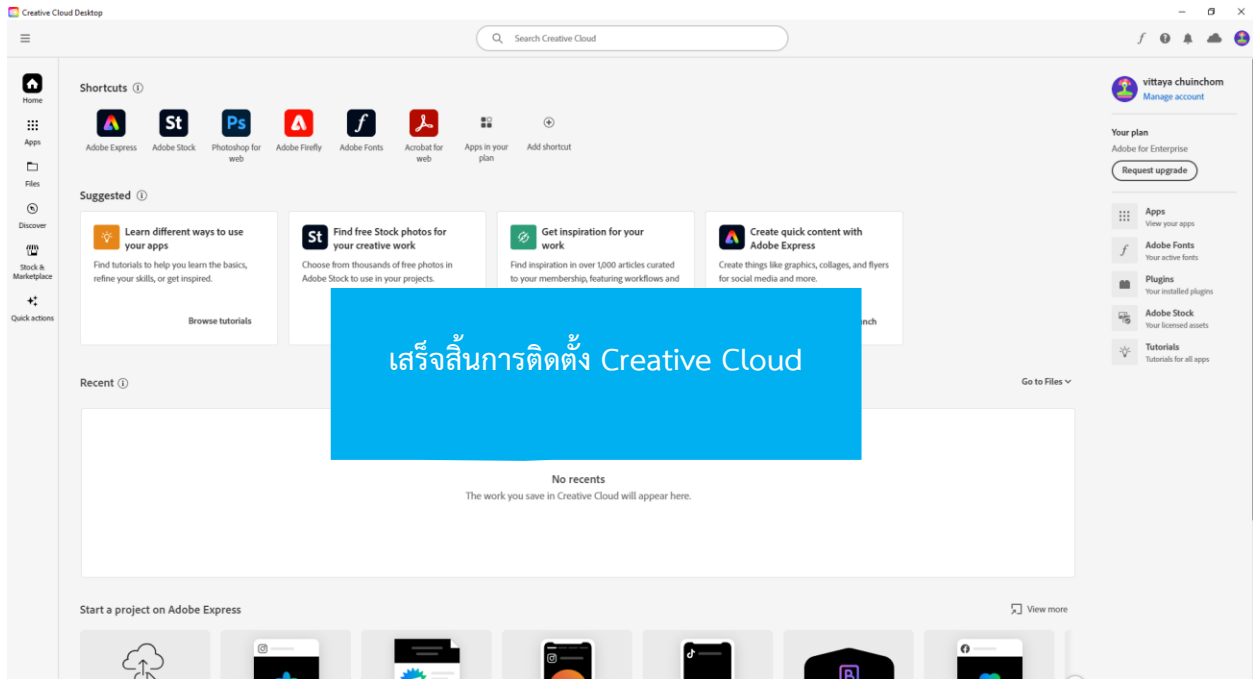 Creative Cloud Desktop
Search Creative Cloud
Home
Apps
Files
Discover
Stock &
Marketplace
Quick actions
Shortcuts
St
Ps
Adobe Express
Adobe Stock
Photoshop for
web
Adobe Firefly
Adobe Fonts
Acrobat for
web
Apps in your
plan
Add shortcut
Suggested
Learn different ways to use
your apps
Find tutorials to help you learn the basics,
refine your skills, or get inspired.
Browse tutorials
St
Find free Stock photos for
your creative work
Choose from thousands of free photos in
Adobe Stock to use in your projects.
Get inspiration for your
work
Find inspiration in over 1,000 articles curated
to your membership, featuring workflows and
Create quick content with
Adobe Express
Create things like graphics, collages, and flyers
for social media and more.
nch
เสร็จสิ้นการติดตั้ง Creative Cloud
Recent
Go to Files
No recents
The work you save in Creative Cloud will appear here.
Start a project on Adobe Express
View more
vittaya chuinchom
Manage account
Your plan
Adobe for Enterprise
Request upgrade
Apps
View your apps
Adobe Fonts
Your active fonts
Plugins
Your installed plugins
Adobe Stock
Your licensed assets
Tutorials
Tutorials for all apps
B